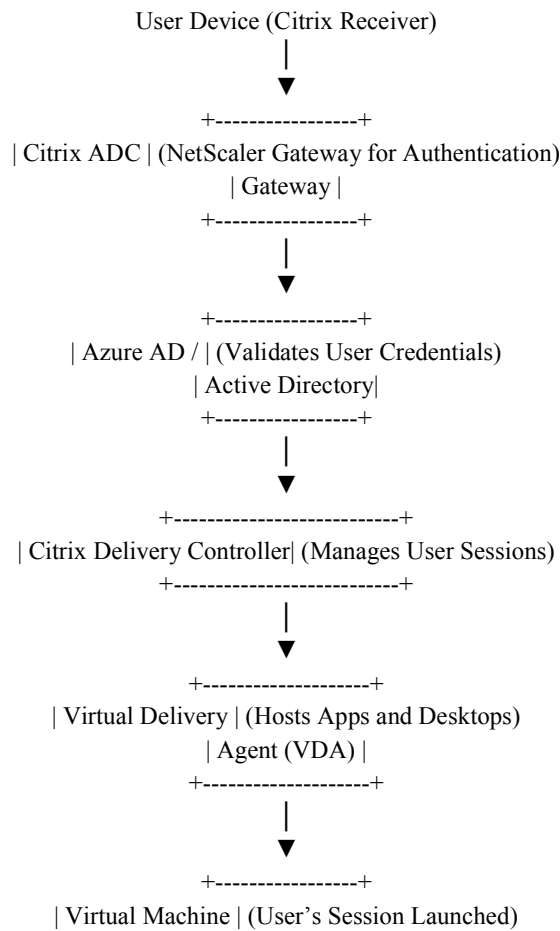 User Device (Citrix Receiver)
│
▼
+------------------+
| Citrix ADC | (NetScaler Gateway for Authentication)
| Gateway |
+------------------+
│
▼
+-----------------+
| Azure AD / | (Validates User Credentials)
| Active Directory|
+-----------------+
│
▼
+----------------------------+
| Citrix Delivery Controller| (Manages User Sessions)
+----------------------------+
│
▼
+---------------------+
| Virtual Delivery | (Hosts Apps and Desktops)
| Agent (VDA) |
+---------------------+
│
▼
+-----------------+
| Virtual Machine | (User’s Session Launched)